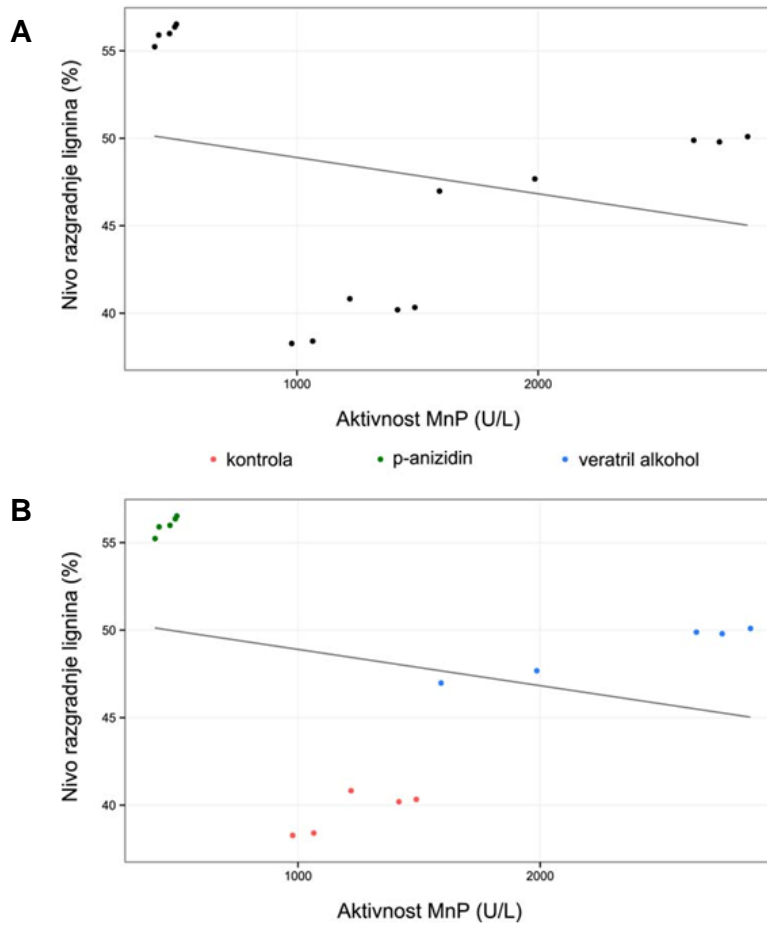 A
Nivo razgradnje lignina (%)
55
50
45
40
1000 2000
Aktivnost MnP (U/L)
kontrola p-anizidin veratril alkohol
B
Nivo razgradnje lignina (%)
55
50
45
40
1000 2000
Aktivnost MnP (U/L)